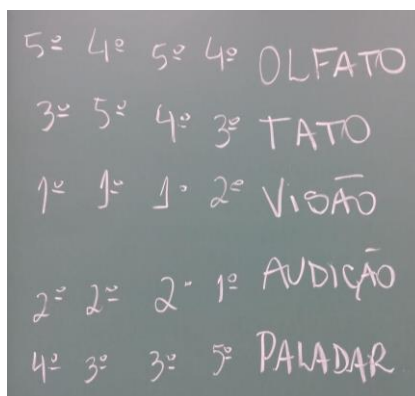 5º 4º 5º 4º OLFATO
3º 5º 4º 3º TATO
1º 1º 1º 2º VISÃO
2º 2º 2º 1º AUDIÇÃO
4º 3º 3º 5º PALADAR